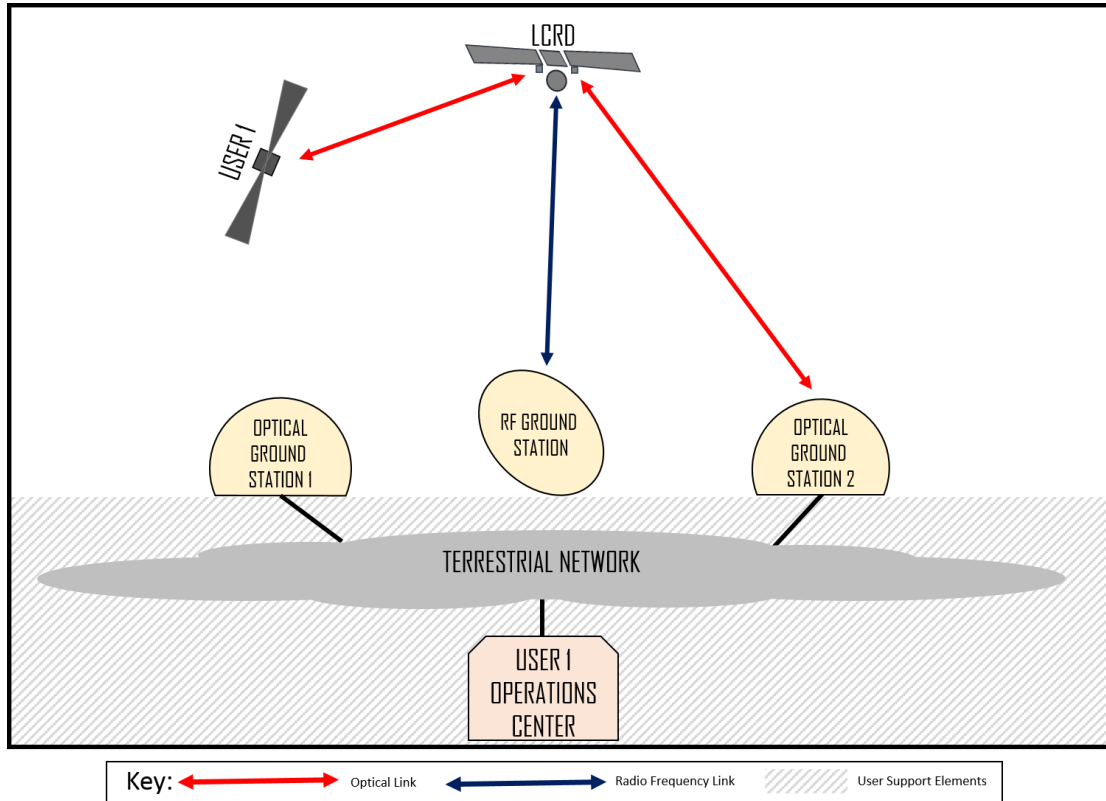 LCRD
USER 1
OPTICAL
GROUND
STATION 1
RF GROUND
STATION
OPTICAL
GROUND
STATION 2
TERRESTRIAL NETWORK
USER 1
OPERATIONS
CENTER
Key:
Optical Link
Radio Frequency Link
User Support Elements